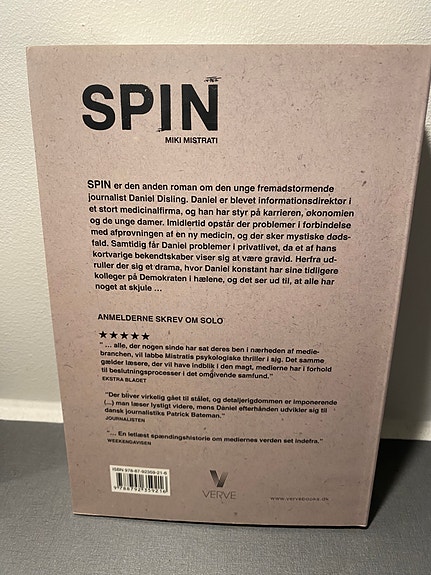 SPIN
MIKI MISTRATI
SPIN er den anden roman om den unge fremadstormende
journalist Daniel Disling. Daniel er blevet informationsdirektør i
et stort medicinalfirma, og han har styr på karrieren, økonomien
og de unge damer. Imidlertid opstår der problemer i forbindelse
med afprøvningen af en ny medicin, og der sker mystiske døds-
fald. Samtidig får Daniel problemer i privatlivet, da et af hans
kortvarige bekendtskaber viser sig at være gravid. Herfra ud-
ruller der sig et drama, hvor Daniel konstant har sine tidligere
kolleger på Demokraten i hælene, og det ser ud til, at alle har
noget at skjule ...
ANMELDERNE SKREV OM SOLO
★★★★★
" ... alle, der nogen sinde har sat deres ben i nærheden af medie-
branchen, vil labbe Mistratis psykologiske thriller i sig. Det samme
gælder læsere, der vil have indblik i den magt, medierne har i forhold
til beslutningsprocesser i det omgivende samfund."
EKSTRA BLADET
"Der bliver virkelig gået til stålet, og detaljerigdommen er imponerende
(...) man læser lystigt videre, mens Daniel efterhånden udvikler sig til
dansk journalistiks Patrick Bateman."
JOURNALISTEN
"... En letlæst spændingshistorie om mediernes verden set indefra."
WEEKENDAVISEN
ISBN 978-87-92359-21-6
9 788792 359216
VERVE
www.vervebooks.dk